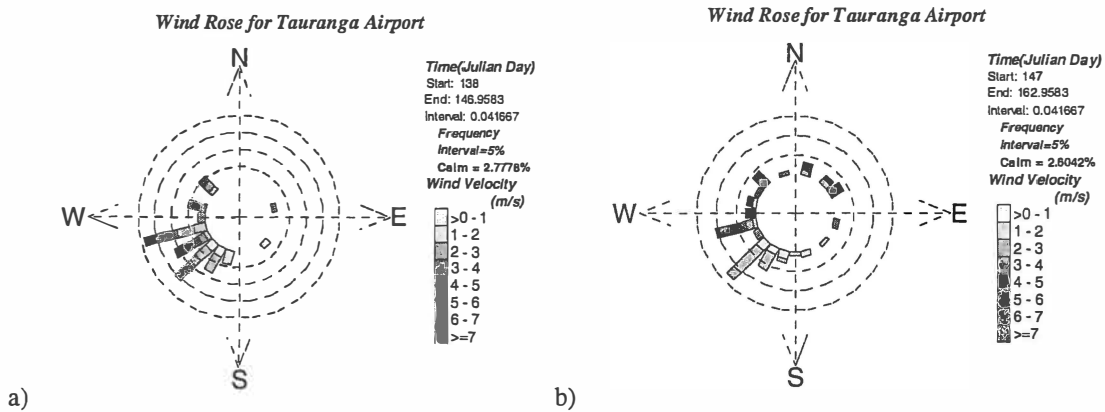 Wind Rose for Tauranga Airport
N
W
E
S
Time(Julian Day)
Start: 138
End: 146.9583
Interval: 0.041667
Frequency
Interval=5%
Calm = 2.7778%
Wind Velocity
(m/s)
>0 - 1
1 - 2
2 - 3
3 - 4
4 - 5
5 - 6
6 - 7
>=7
a)
Wind Rose for Tauranga Airport
N
W
E
S
Time(Julian Day)
Start: 147
End: 162.9583
Interval: 0.041667
Frequency
Interval=5%
Calm = 2.6042%
Wind Velocity
(m/s)
>0 - 1
1 - 2
2 - 3
3 - 4
4 - 5
5 - 6
6 - 7
>=7
b)